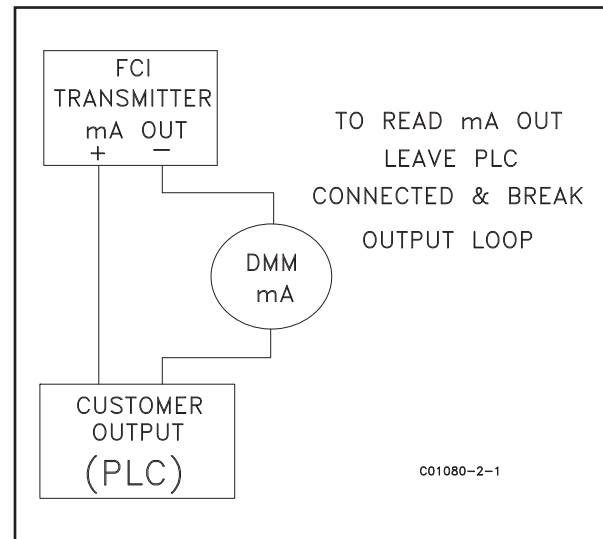 FCI
TRANSMITTER
mA OUT
+ −
TO READ mA OUT
LEAVE PLC
CONNECTED & BREAK
OUTPUT LOOP
DMM
mA
CUSTOMER
OUTPUT
(PLC)
C01080-2-1